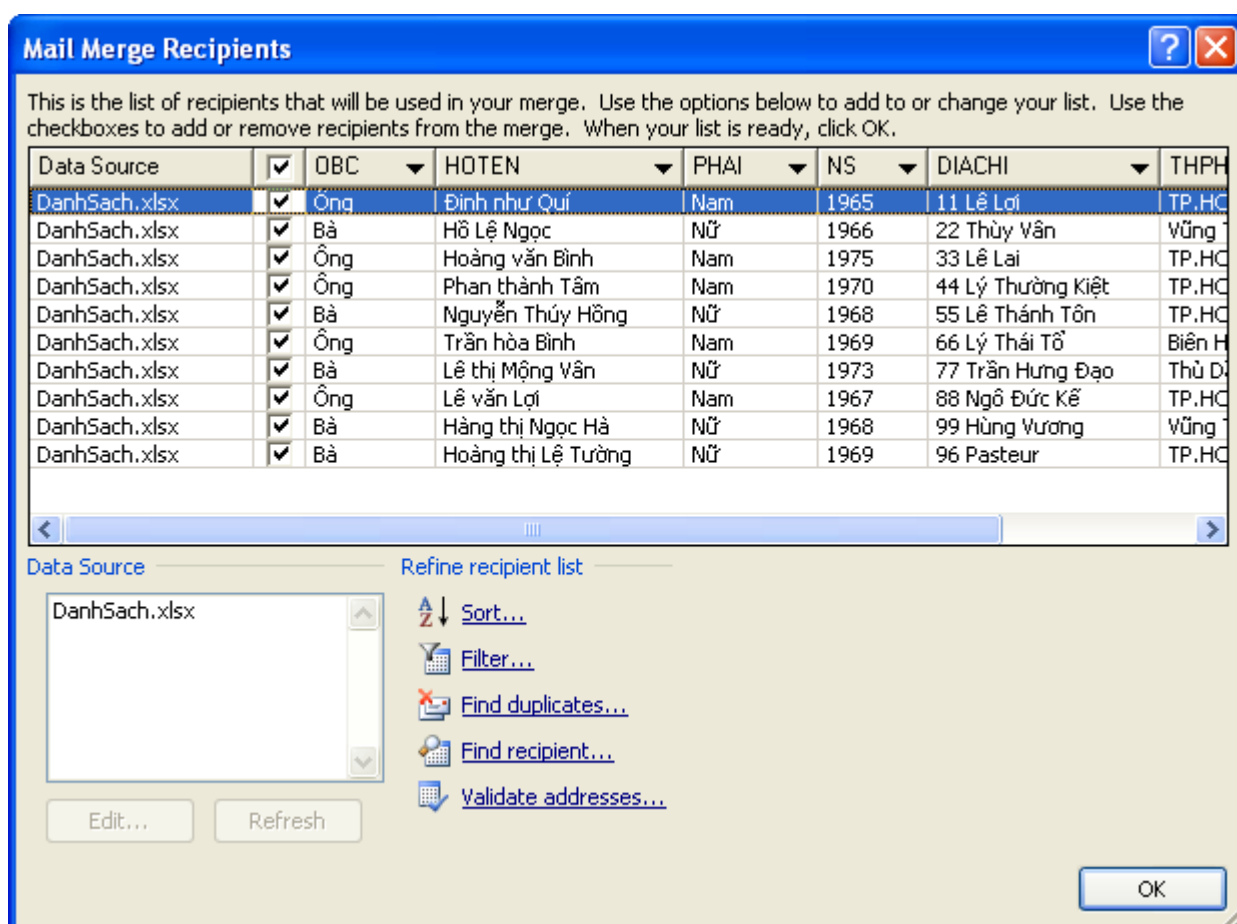 Mail Merge Recipients
This is the list of recipients that will be used in your merge. Use the options below to add to or change your list. Use the
checkboxes to add or remove recipients from the merge. When your list is ready, click OK.
Data Source OBC HOTEN PHAI NS DIACHI THPH
DanhSach.xlsx Ông Đinh như Quí Nam 1965 11 Lê Lợi TP.HC
DanhSach.xlsx Bà Hồ Lệ Ngọc Nữ 1966 22 Thùy Vân Vũng
DanhSach.xlsx Ông Hoàng văn Bình Nam 1975 33 Lê Lai TP.HC
DanhSach.xlsx Ông Phan thành Tâm Nam 1970 44 Lý Thường Kiệt TP.HC
DanhSach.xlsx Bà Nguyễn Thúy Hồng Nữ 1968 55 Lê Thánh Tôn TP.HC
DanhSach.xlsx Ông Trần hòa Bình Nam 1969 66 Lý Thái Tổ Biên H
DanhSach.xlsx Bà Lê thị Mộng Vân Nữ 1973 77 Trần Hưng Đạo Thủ D
DanhSach.xlsx Ông Lê văn Lợi Nam 1967 88 Ngô Đức Kế TP.HC
DanhSach.xlsx Bà Hàng thị Ngọc Hà Nữ 1968 99 Hùng Vương Vũng
DanhSach.xlsx Bà Hoàng thị Lệ Tường Nữ 1969 96 Pasteur TP.HC
Data Source Refine recipient list
DanhSach.xlsx
Sort...
Filter...
Find duplicates...
Find recipient...
Validate addresses...
Edit... Refresh
OK